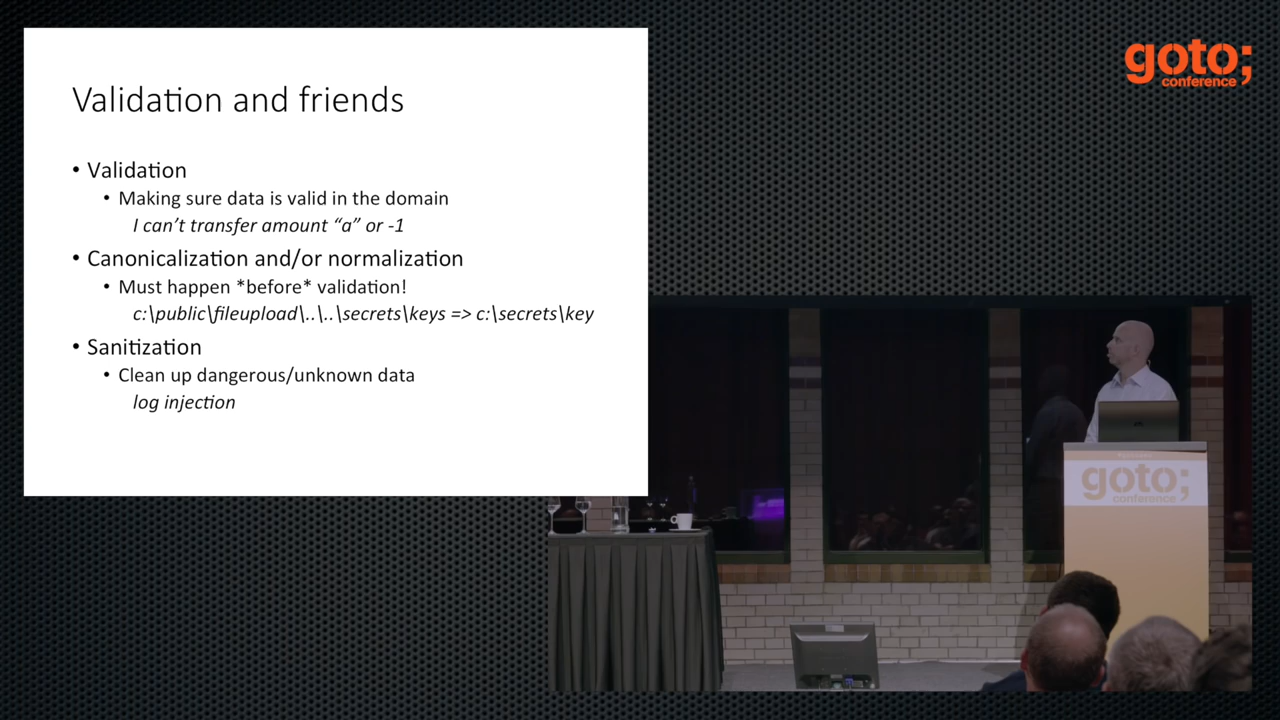 Validation and friends
• Validation
• Making sure data is valid in the domain
I can’t transfer amount “a” or -1
• Canonicalization and/or normalization
• Must happen *before* validation!
c:\public\fileupload\..\..\secrets\keys => c:\secrets\key
• Sanitization
• Clean up dangerous/unknown data
log injection
goto;
conference
goto;
conference